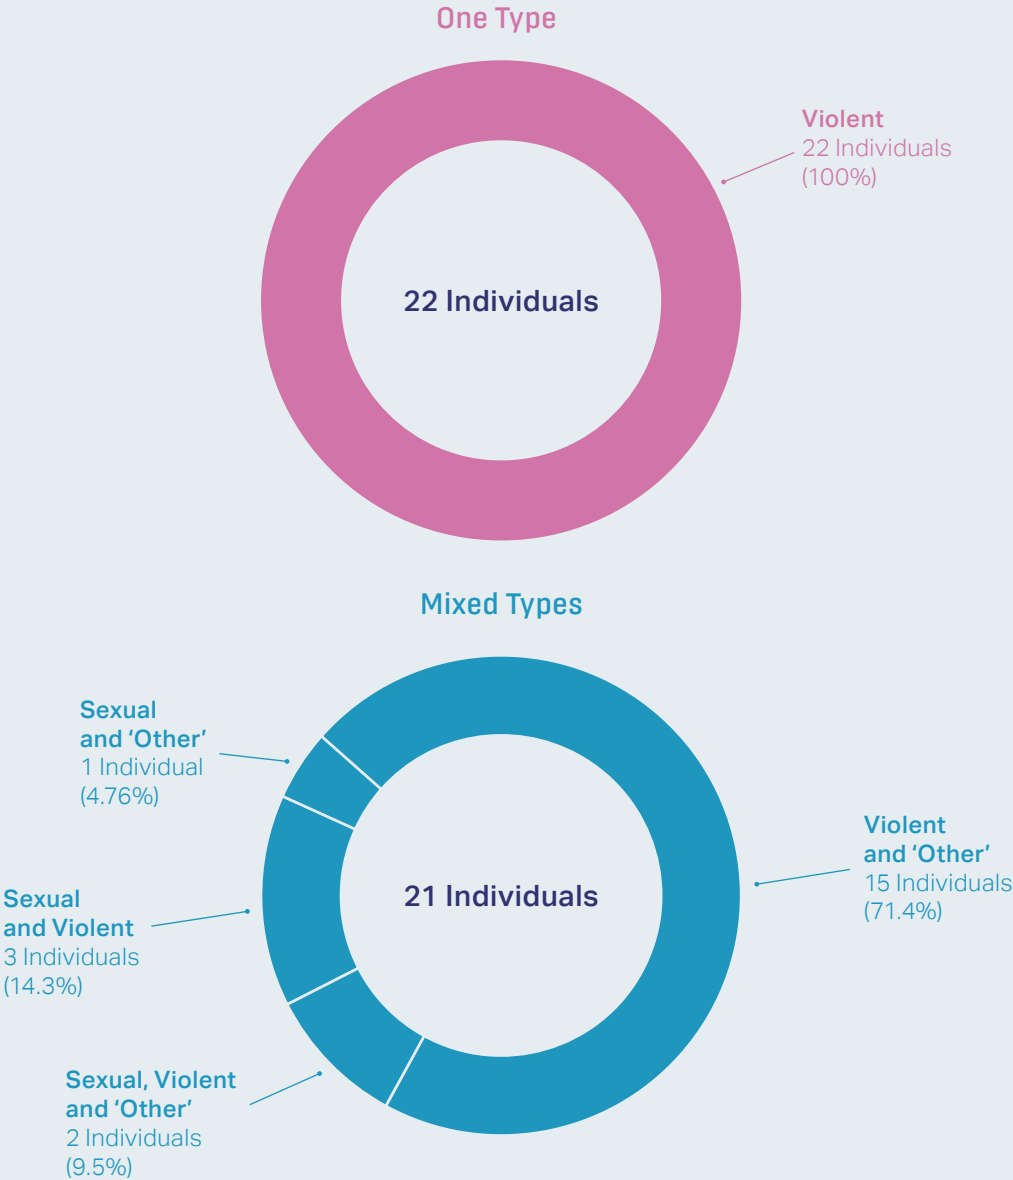 One Type
Violent
22 Individuals
(100%)
22 Individuals
Mixed Types
Sexual
and ‘Other’
1 Individual
(4.76%)
Violent
and ‘Other’
15 Individuals
(71.4%)
21 Individuals
Sexual
and Violent
3 Individuals
(14.3%)
Sexual, Violent
and ‘Other’
2 Individuals
(9.5%)